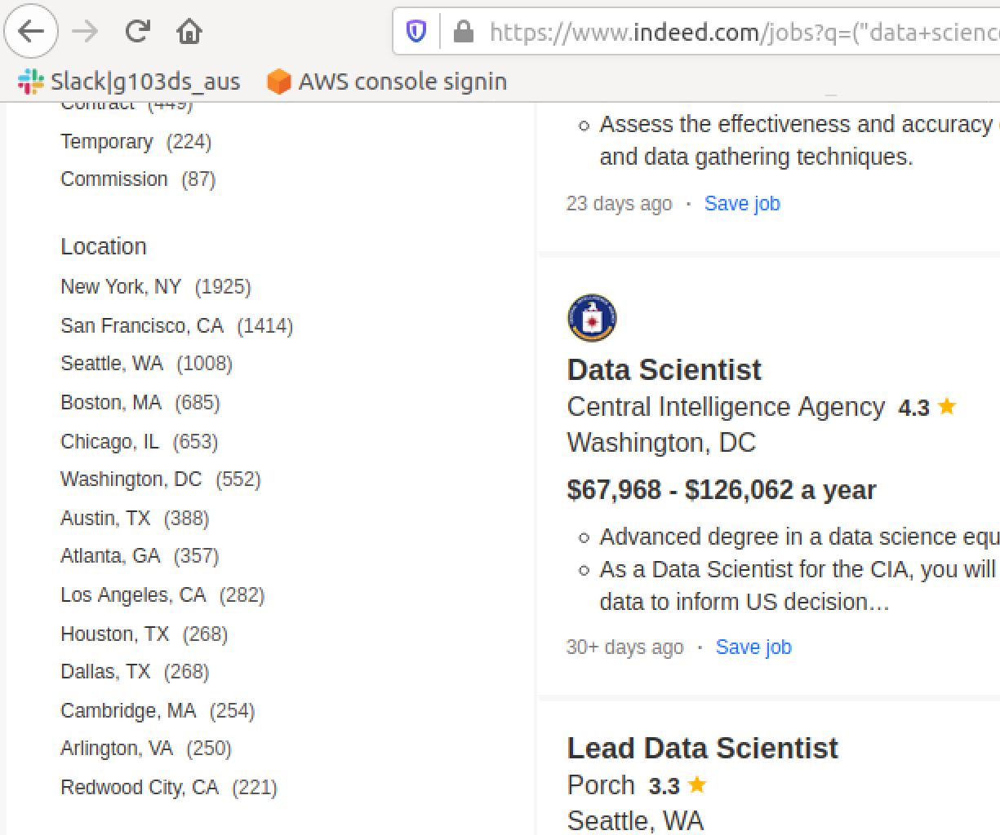 https://www.indeed.com/jobs?q=("data+scienc
Slack|g103ds_aus AWS console signin
Contract (449)
Temporary (224)
Commission (87)
Location
New York, NY (1925)
San Francisco, CA (1414)
Seattle, WA (1008)
Boston, MA (685)
Chicago, IL (653)
Washington, DC (552)
Austin, TX (388)
Atlanta, GA (357)
Los Angeles, CA (282)
Houston, TX (268)
Dallas, TX (268)
Cambridge, MA (254)
Arlington, VA (250)
Redwood City, CA (221)
Assess the effectiveness and accuracy
and data gathering techniques.
23 days ago · Save job
Data Scientist
Central Intelligence Agency 4.3
Washington, DC
$67,968 - $126,062 a year
Advanced degree in a data science equ
As a Data Scientist for the CIA, you will
data to inform US decision…
30+ days ago · Save job
Lead Data Scientist
Porch 3.3
Seattle, WA